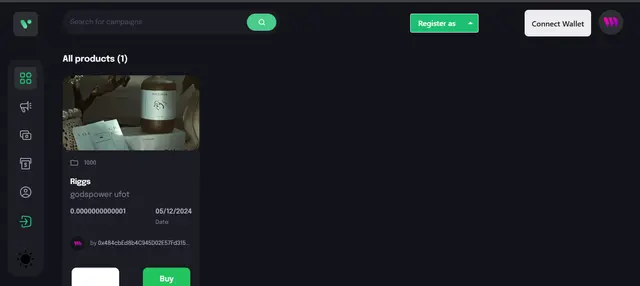 Search for campaigns
Register as
Connect Wallet
All products (1)
1000
Riggs
godspower ufot
0.0000000000001
05/12/2024
Date
by 0x484cbEd8b4C945D02E57Fd315...
Buy